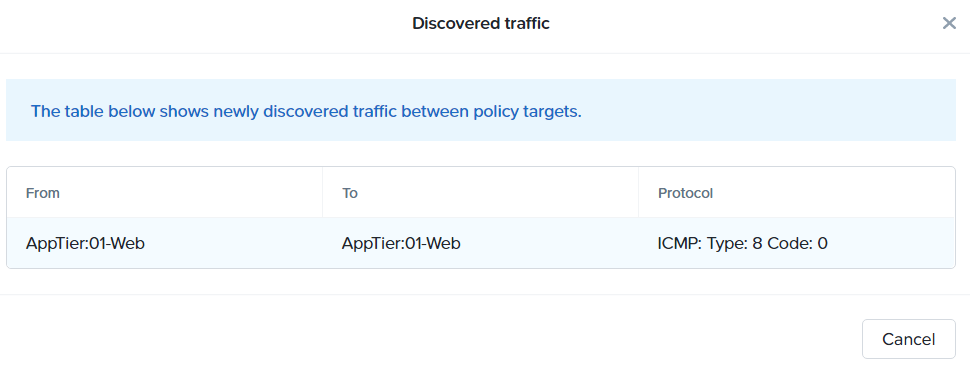 Discovered traffic
The table below shows newly discovered traffic between policy targets.
From To Protocol
AppTier:01-Web AppTier:01-Web ICMP: Type: 8 Code: 0
Cancel